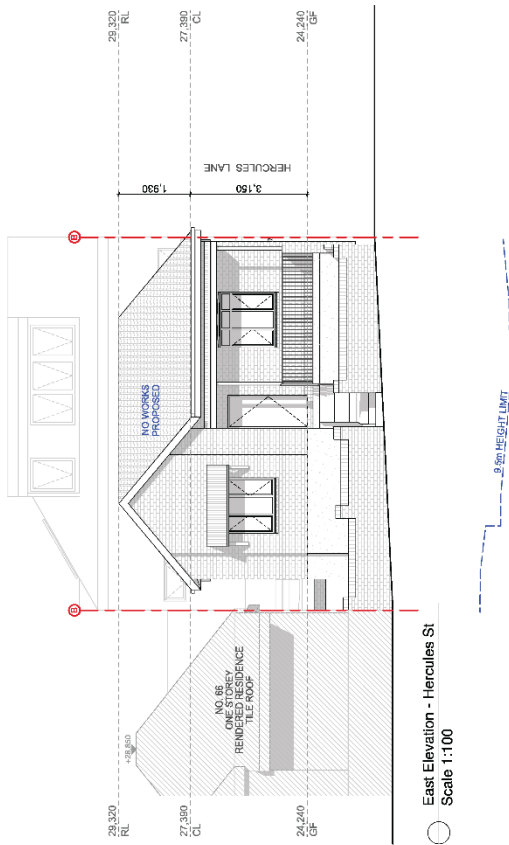 29,320
RL
27,390
CL
24,240
GF
HERCULES LANE
1,930
3,150
B
NO WORKS
PROPOSED
B
+28,850
NO. 66
ONE STOREY
RENDERED RESIDENCE
TILE ROOF
29,320
RL
27,390
CL
24,240
GF
9.5m HEIGHT LIMIT
East Elevation - Hercules St
Scale 1:100